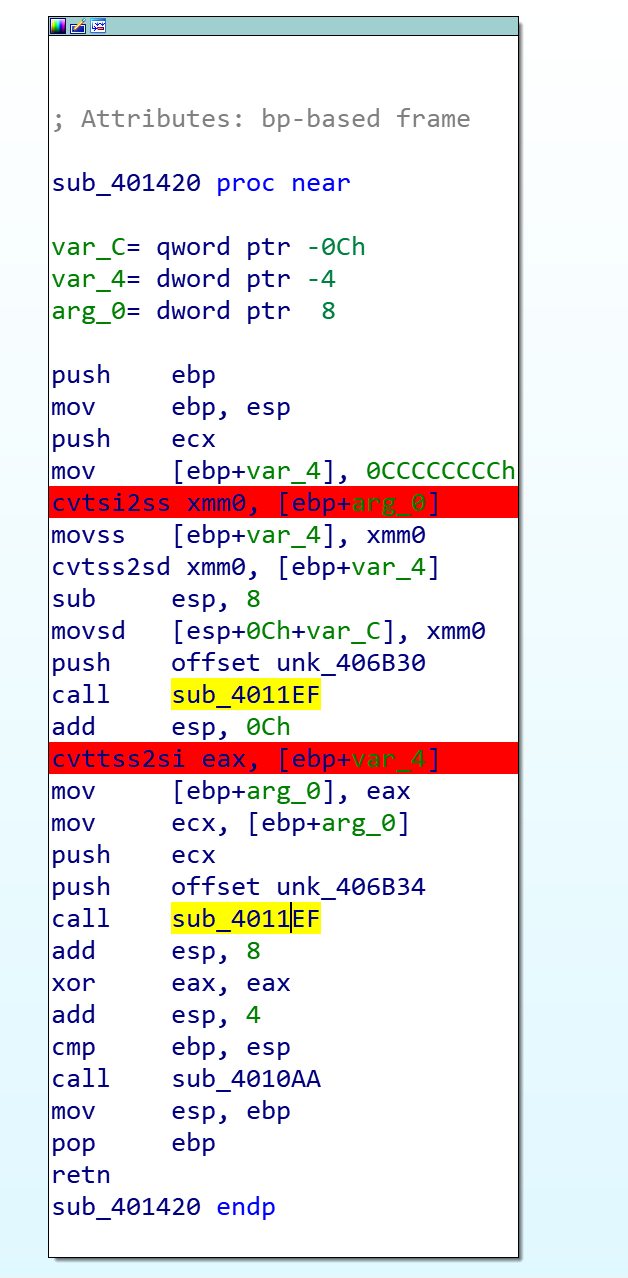 ; Attributes: bp-based frame
sub_401420 proc near
var_C= qword ptr -0Ch
var_4= dword ptr -4
arg_0= dword ptr  8
push    ebp
mov     ebp, esp
push    ecx
mov     [ebp+var_4], 0CCCCCCCCh
cvtsi2ss xmm0, [ebp+arg_0]
movss   [ebp+var_4], xmm0
cvtss2sd xmm0, [ebp+var_4]
sub     esp, 8
movsd   [esp+0Ch+var_C], xmm0
push    offset unk_406B30
call    sub_4011EF
add     esp, 0Ch
cvttss2si eax, [ebp+var_4]
mov     [ebp+arg_0], eax
mov     ecx, [ebp+arg_0]
push    ecx
push    offset unk_406B34
call    sub_4011EF
add     esp, 8
xor     eax, eax
add     esp, 4
cmp     ebp, esp
call    sub_4010AA
mov     esp, ebp
pop     ebp
retn
sub_401420 endp